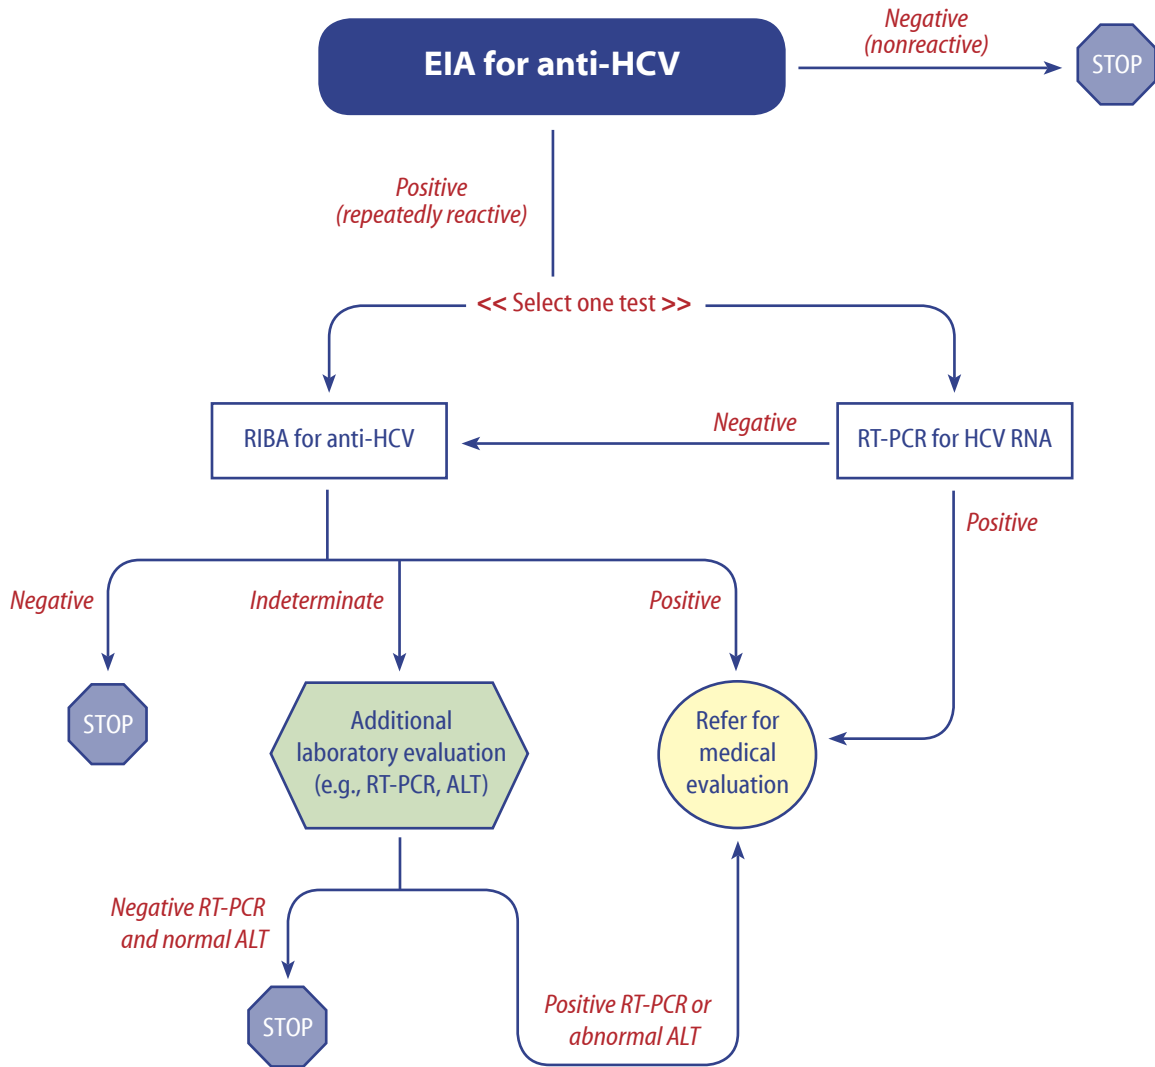 EIA for anti-HCV
Negative
(nonreactive)
STOP
Positive
(repeatedly reactive)
<< Select one test >>
RIBA for anti-HCV
Negative
RT-PCR for HCV RNA
Positive
Negative
Indeterminate
Positive
STOP
Additional
laboratory evaluation
(e.g., RT-PCR, ALT)
Refer for
medical
evaluation
Negative RT-PCR
and normal ALT
STOP
Positive RT-PCR or
abnormal ALT